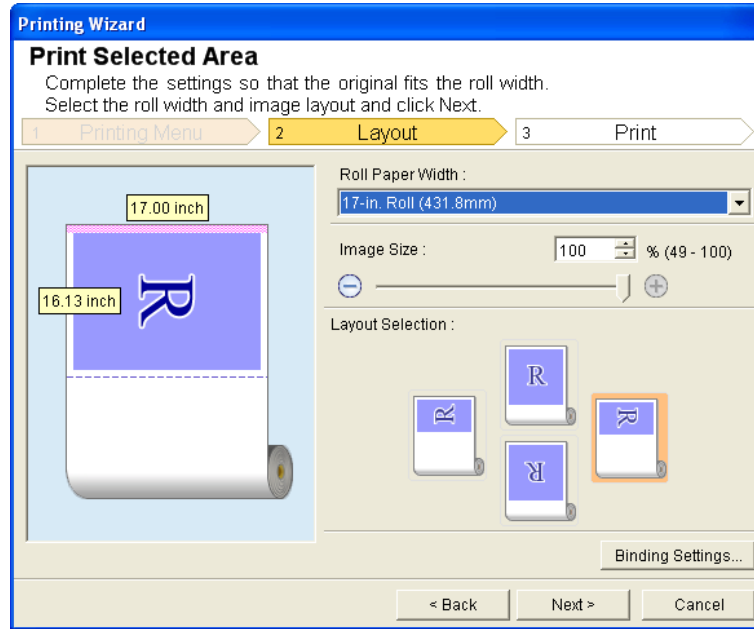 Printing Wizard
Print Selected Area
Complete the settings so that the original fits the roll width.
Select the roll width and image layout and click Next.
1 Printing Menu 2 Layout 3 Print
Roll Paper Width :
17-in. Roll (431.8mm)
17.00 inch
16.13 inch
R
Image Size : 100 % (49 - 100)
Layout Selection :
R
R R
R
Binding Settings...
< Back Next > Cancel